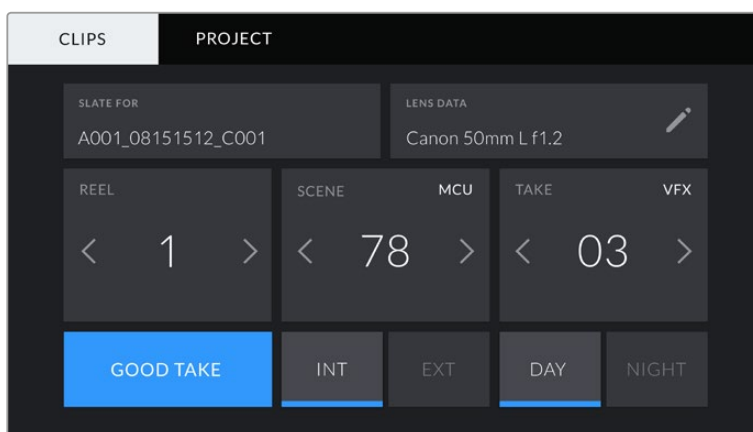 CLIPS PROJECT
SLATE FOR
A001_08151512_C001
LENS DATA
Canon 50mm L f1.2
REEL
1
SCENE MCU
78
TAKE VFX
03
GOOD TAKE
INT
EXT
DAY
NIGHT